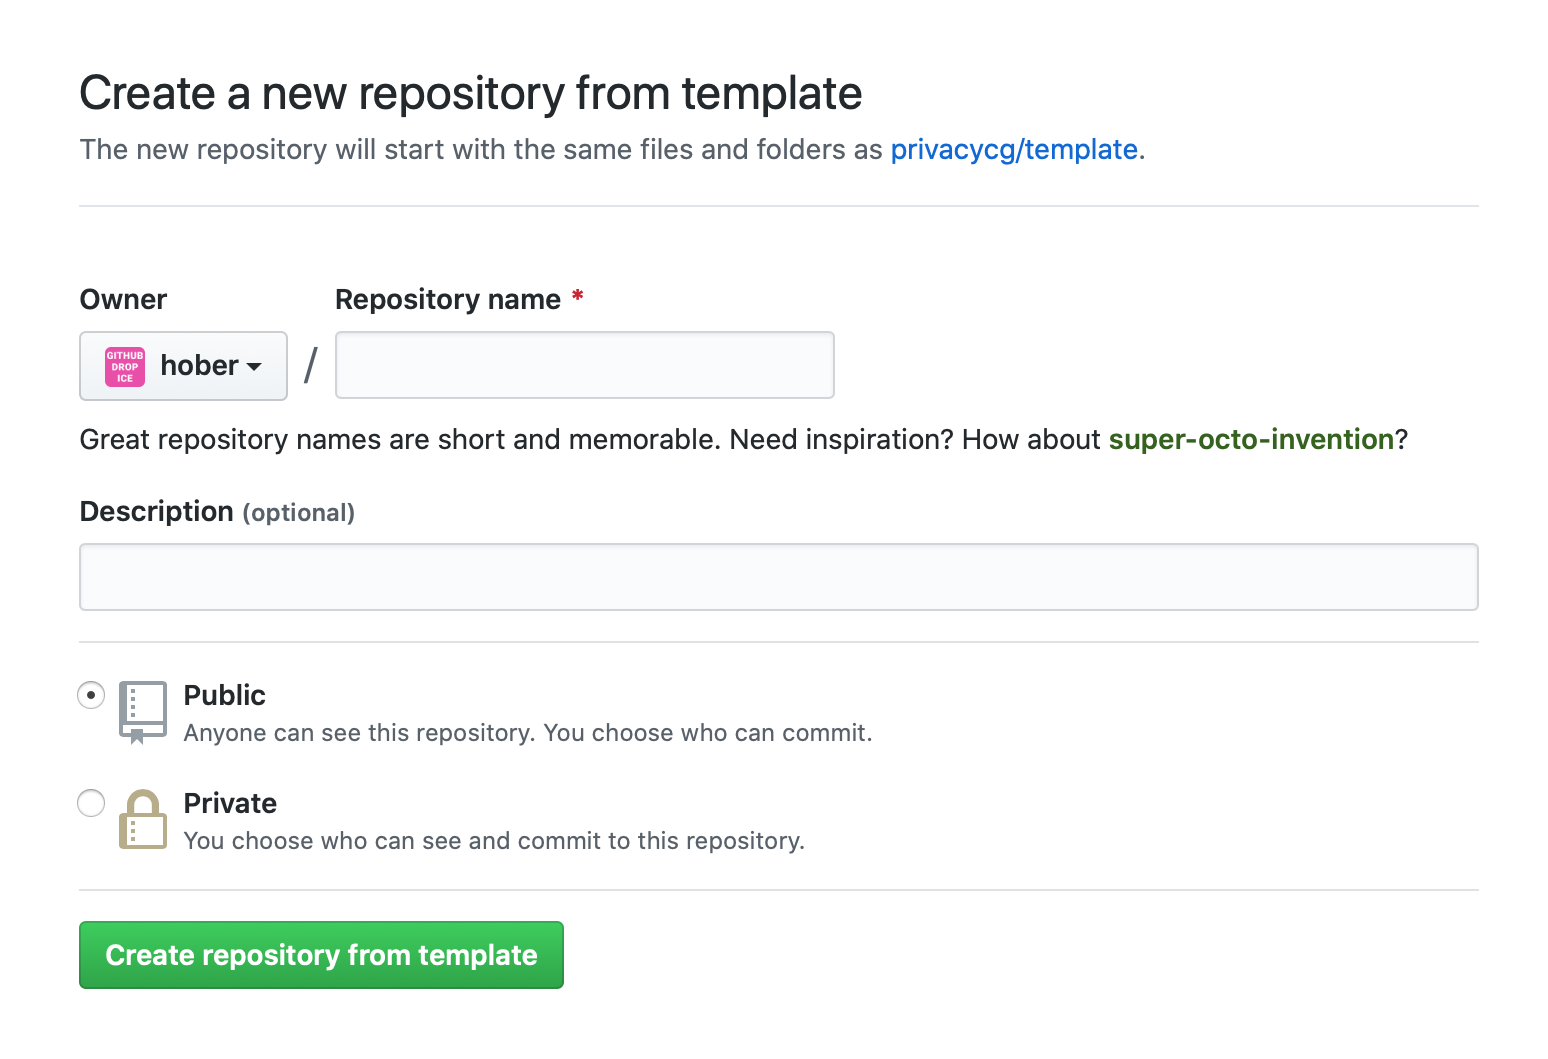 Create a new repository from template
The new repository will start with the same files and folders as privacycg/template.
Owner
Repository name *
GITHUB
DROP
ICE
hober
/
Great repository names are short and memorable. Need inspiration? How about super-octo-invention?
Description (optional)
Public
Anyone can see this repository. You choose who can commit.
Private
You choose who can see and commit to this repository.
Create repository from template